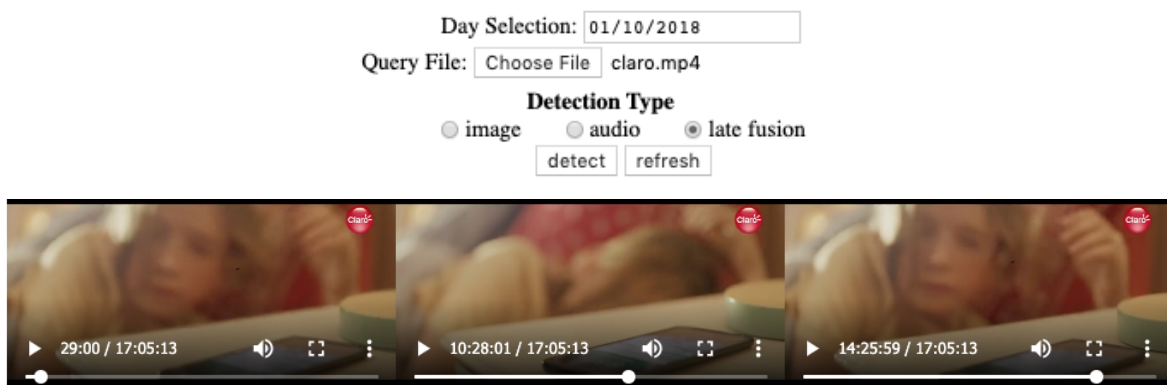 Day Selection: 01/10/2018
Query File: Choose File claro.mp4
Detection Type
image audio late fusion
detect refresh
Claro Claro Claro
29:00 / 17:05:13 10:28:01 / 17:05:13 14:25:59 / 17:05:13